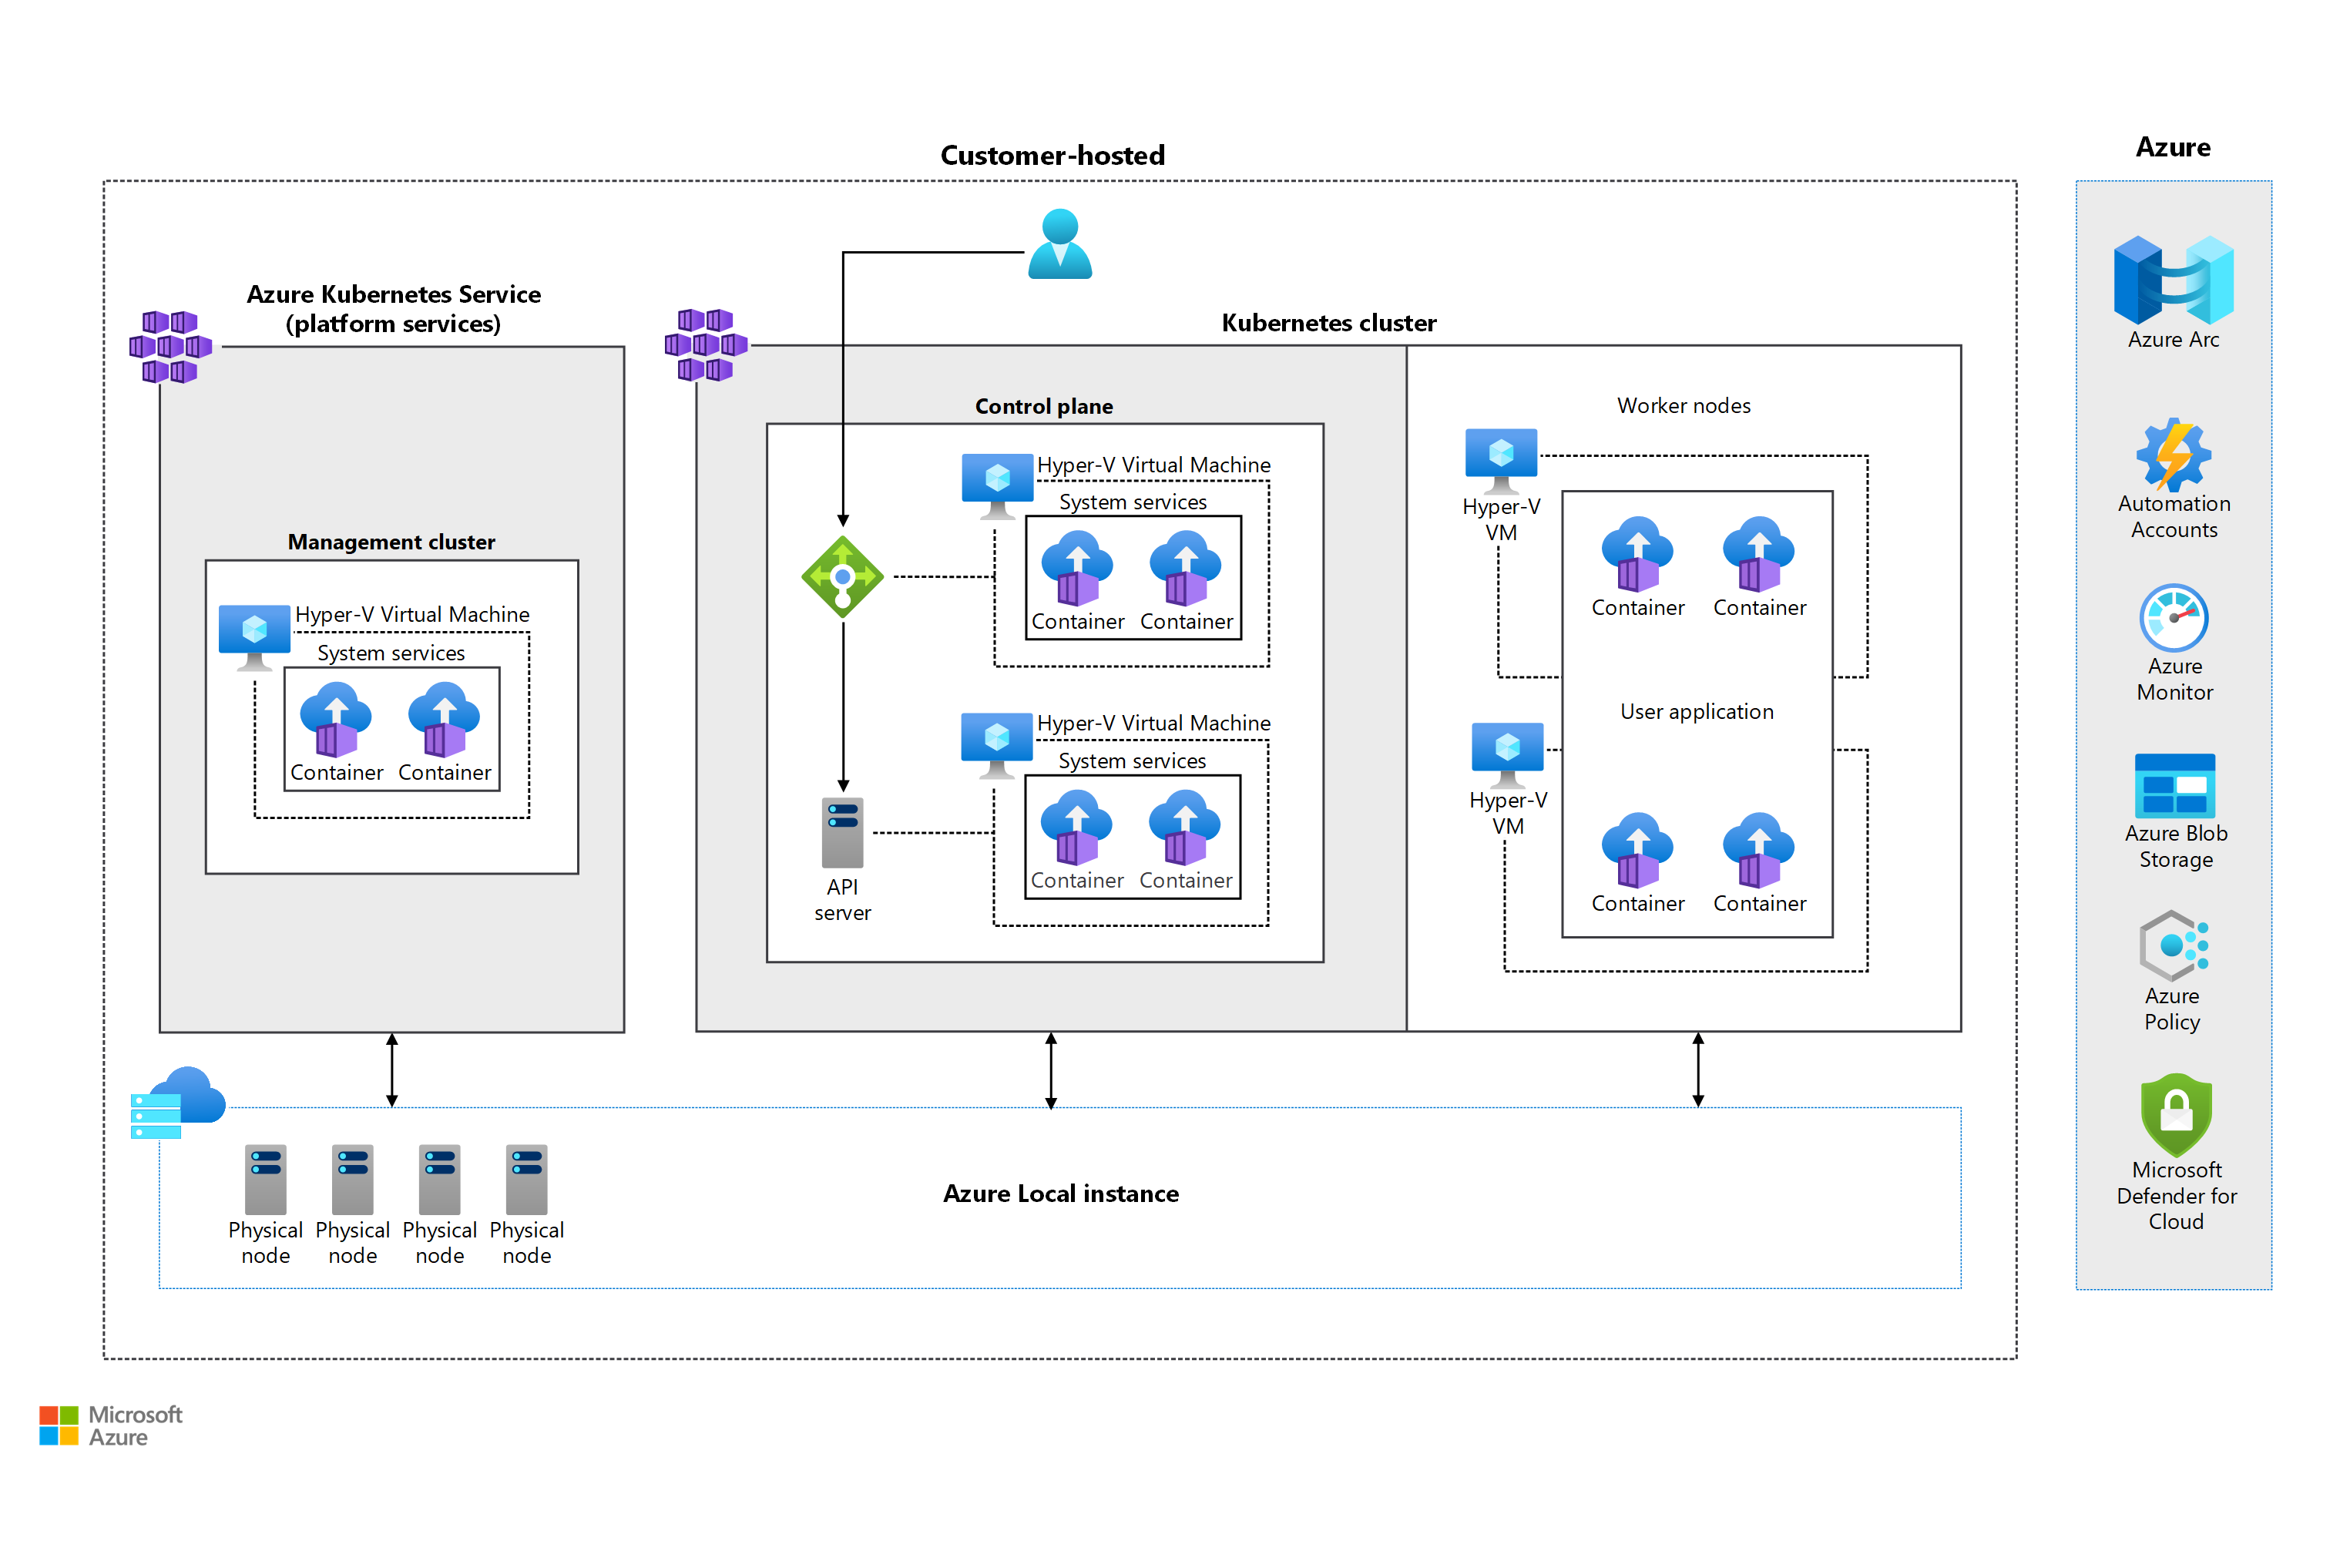 Customer-hosted
Azure Kubernetes Service
(platform services)
Management cluster
Hyper-V Virtual Machine
System services
Container
Container
Kubernetes cluster
Control plane
Hyper-V Virtual Machine
System services
Container
Container
Hyper-V Virtual Machine
System services
Container
Container
API
server
Worker nodes
Hyper-V
VM
Container
Container
User application
Hyper-V
VM
Container
Container
Physical
node
Physical
node
Physical
node
Physical
node
Azure Local instance
Azure
Azure Arc
Automation
Accounts
Azure
Monitor
Azure Blob
Storage
Azure
Policy
Microsoft
Defender for
Cloud
Microsoft
Azure